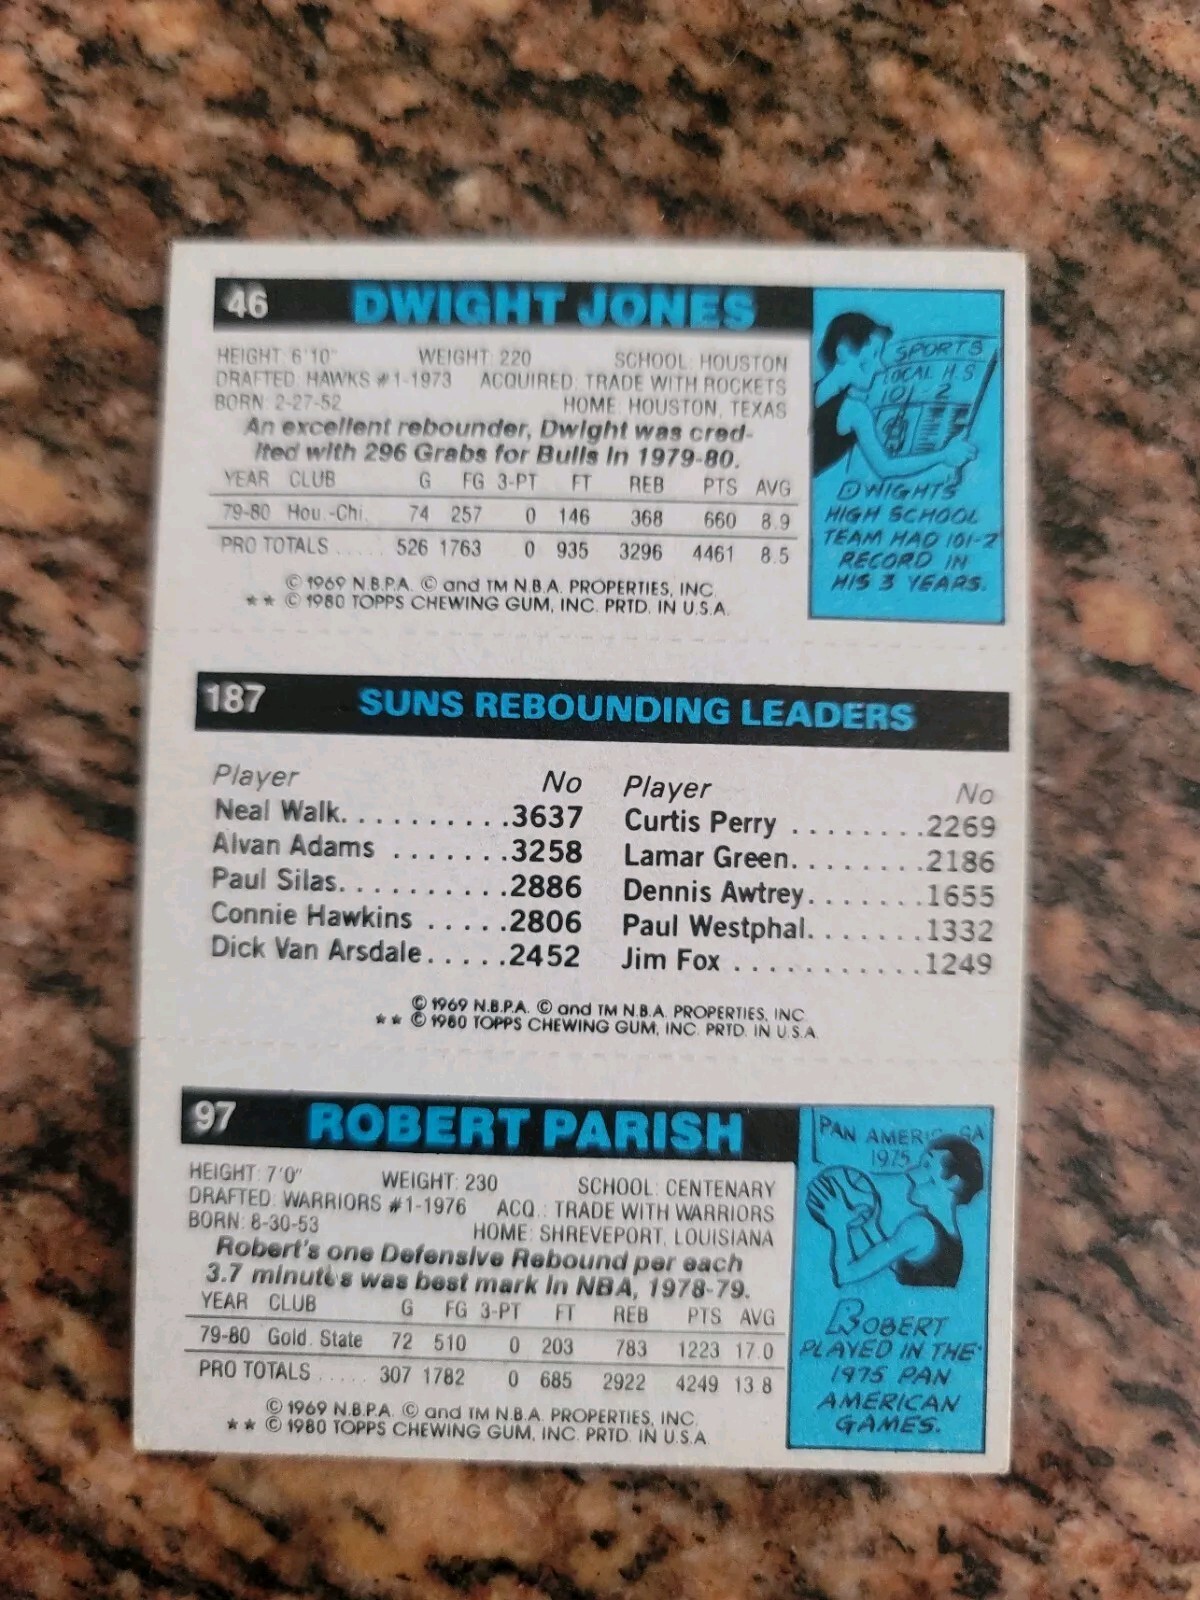 46 DWIGHT JONES
HEIGHT: 6'10" WEIGHT: 220 SCHOOL: HOUSTON
DRAFTED: HAWKS #1-1973 ACQUIRED: TRADE WITH ROCKETS
BORN: 2-27-52 HOME: HOUSTON, TEXAS
An excellent rebounder, Dwight was cred-
ited with 296 Grabs for Bulls in 1979-80.
YEAR CLUB G FG 3-PT FT REB PTS AVG
79-80 Hou.-Chi. 74 257 0 146 368 660 8.9
PRO TOTALS ..... 526 1763 0 935 3296 4461 8.5
© 1969 N.B.P.A. © and TM N.B.A. PROPERTIES, INC.
** © 1980 TOPPS CHEWING GUM, INC. PRTD. IN U.S.A.
SPORTS
LOCAL H.S
101-2
DWIGHT'S
HIGH SCHOOL
TEAM HAD 101-2
RECORD IN
HIS 3 YEARS.
187 SUNS REBOUNDING LEADERS
Player No Player No
Neal Walk..........3637 Curtis Perry ........2269
Alvan Adams .......3258 Lamar Green........2186
Paul Silas..........2886 Dennis Awtrey.......1655
Connie Hawkins .....2806 Paul Westphal.......1332
Dick Van Arsdale.....2452 Jim Fox ...........1249
© 1969 N.B.P.A. © and TM N.B.A. PROPERTIES, INC.
** © 1980 TOPPS CHEWING GUM, INC. PRTD. IN U.S.A.
97 ROBERT PARISH
HEIGHT: 7'0" WEIGHT: 230 SCHOOL: CENTENARY
DRAFTED: WARRIORS #1-1976 ACQ.: TRADE WITH WARRIORS
BORN: 8-30-53 HOME: SHREVEPORT, LOUISIANA
Robert's one Defensive Rebound per each
3.7 minutes was best mark in NBA, 1978-79.
YEAR CLUB G FG 3-PT FT REB PTS AVG
79-80 Gold. State 72 510 0 203 783 1223 17.0
PRO TOTALS ..... 307 1782 0 685 2922 4249 13.8
© 1969 N.B.P.A. © and TM N.B.A. PROPERTIES, INC.
** © 1980 TOPPS CHEWING GUM, INC. PRTD. IN U.S.A.
PAN AMERIC GA
1975
ROBERT
PLAYED IN THE
1975 PAN
AMERICAN
GAMES.